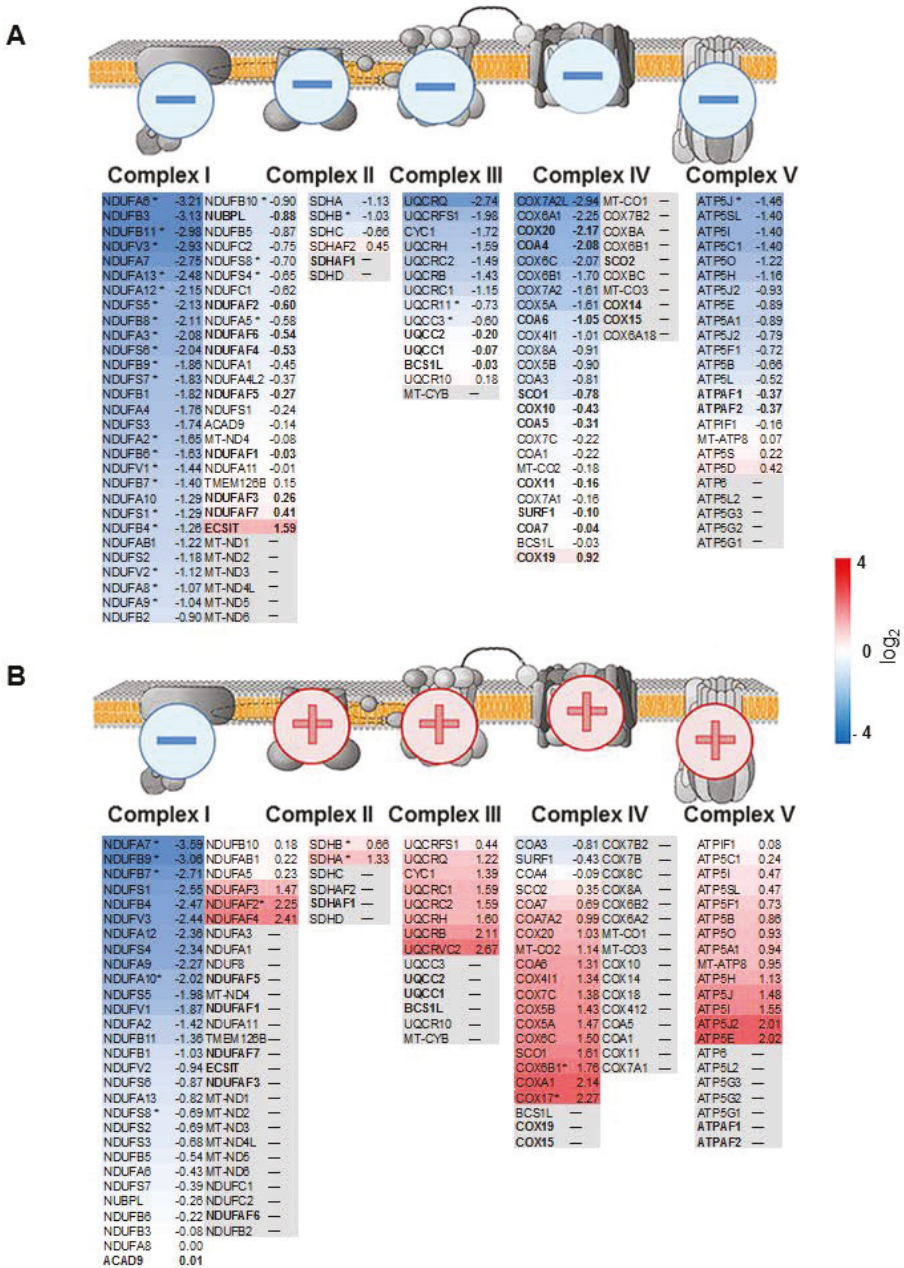 A
Complex I
NDUFA6 * -3.21
NDUFB3 -3.13
NDUFB11 * -2.98
NDUFV3 * -2.93
NDUFA7 -2.75
NDUFA13 * -2.48
NDUFA12 * -2.15
NDUFS5 * -2.13
NDUFB8 * -2.11
NDUFA3 * -2.08
NDUFS6 * -2.04
NDUFB9 * -1.86
NDUFS7 * -1.83
NDUFB1 -1.82
NDUFA4 -1.76
NDUFS3 -1.74
NDUFA2 * -1.65
NDUFB6 * -1.63
NDUFV1 * -1.44
NDUFB7 * -1.40
NDUFA10 -1.29
NDUFS1 * -1.29
NDUFB4 * -1.26
NDUFAB1 -1.22
NDUFS2 -1.18
NDUFV2 * -1.12
NDUFA8 * -1.07
NDUFA9 * -1.04
NDUFB2 -0.90
NDUFB10 * -0.90
NUBPL -0.88
NDUFB5 -0.87
NDUFC2 -0.75
NDUFS8 * -0.70
NDUFS4 * -0.65
NDUFC1 -0.62
NDUFAF2 -0.60
NDUFA5 * -0.58
NDUFAF6 -0.54
NDUFAF4 -0.53
NDUFA1 -0.45
NDUFA4L2 -0.37
NDUFAF5 -0.27
NDUFS1 -0.24
ACAD9 -0.14
MT-ND4 -0.08
NDUFAF1 -0.03
NDUFA11 -0.01
TMEM126B 0.15
NDUFAF3 0.26
NDUFAF7 0.41
ECSIT 1.59
MT-ND1 —
MT-ND2 —
MT-ND3 —
MT-ND4L —
MT-ND5 —
MT-ND6 —
Complex II
SDHA -1.13
SDHB * -1.03
SDHC -0.66
SDHAF2 0.45
SDHAF1 —
SDHD —
Complex III
UQCRQ -2.74
UQCRFS1 -1.98
CYC1 -1.72
UQCRH -1.59
UQCRC2 -1.49
UQCRB -1.43
UQCRC1 -1.15
UQCR11 * -0.73
UQCC3 * -0.60
UQCC2 -0.20
UQCC1 -0.07
BCS1L -0.03
UQCR10 0.18
MT-CYB —
Complex IV
COX7A2L -2.94
COX6A1 -2.25
COX20 -2.17
COA4 -2.08
COX6C -2.07
COX6B1 -1.70
COX7A2 -1.61
COX5A -1.61
COA6 -1.05
COX4I1 -1.01
COX8A -0.91
COX5B -0.90
COA3 -0.81
SCO1 -0.78
COX10 -0.43
COA5 -0.31
COX7C -0.22
COA1 -0.22
MT-CO2 -0.18
COX11 -0.16
COX7A1 -0.16
SURF1 -0.10
COA7 -0.04
BCS1L -0.03
COX19 0.92
MT-CO1 —
COX7B2 —
COXBA —
COX6B1 —
SCO2 —
COXBC —
MT-CO3 —
COX14 —
COX15 —
COX6A18 —
Complex V
ATP5J * -1.46
ATP5SL -1.40
ATP5I -1.40
ATP5C1 -1.40
ATP5O -1.22
ATP5H -1.16
ATP5J2 -0.93
ATP5E -0.89
ATP5A1 -0.89
ATP5J2 -0.79
ATP5F1 -0.72
ATP5B -0.66
ATP5L -0.52
ATPAF1 -0.37
ATPAF2 -0.37
ATPIF1 -0.16
MT-ATP8 0.07
ATP5S 0.22
ATP5D 0.42
ATP6 —
ATP5L2 —
ATP5G3 —
ATP5G2 —
ATP5G1 —
4
0
- 4
log2
B
Complex I
NDUFA7 * -3.59
NDUFB9 * -3.06
NDUFB7 * -2.71
NDUFS1 -2.55
NDUFB4 -2.47
NDUFV3 -2.44
NDUFA12 -2.36
NDUFS4 -2.34
NDUFA9 -2.27
NDUFA10 * -2.02
NDUFS5 -1.98
NDUFV1 -1.87
NDUFA2 -1.42
NDUFB11 -1.36
NDUFB1 -1.03
NDUFV2 -0.94
NDUFS6 -0.87
NDUFA13 -0.82
NDUFS8 * -0.69
NDUFS2 -0.69
NDUFS3 -0.68
NDUFB5 -0.54
NDUFA6 -0.43
NDUFS7 -0.39
NUBPL -0.26
NDUFB6 -0.22
NDUFB3 -0.08
NDUFA8 0.00
ACAD9 0.01
NDUFB10 0.18
NDUFAB1 0.22
NDUFA5 0.23
NDUFAF3 1.47
NDUFAF2 * 2.25
NDUFAF4 2.41
NDUFA3 —
NDUFA1 —
NDUF8 —
NDUFAF5 —
MT-ND4 —
NDUFAF1 —
NDUFA11 —
TMEM126B —
NDUFAF7 —
ECSIT —
NDUFAF3 —
MT-ND1 —
MT-ND2 —
MT-ND3 —
MT-ND4L —
MT-ND5 —
MT-ND6 —
NDUFC1 —
NDUFC2 —
NDUFAF6 —
NDUFB2 —
Complex II
SDHB * 0.66
SDHA * 1.33
SDHC —
SDHAF2 —
SDHAF1 —
SDHD —
Complex III
UQCRFS1 0.44
UQCRQ 1.22
CYC1 1.39
UQCRC1 1.59
UQCRC2 1.59
UQCRH 1.60
UQCRB 2.11
UQCRVC2 2.67
UQCC3 —
UQCC2 —
UQCC1 —
BCS1L —
UQCR10 —
MT-CYB —
Complex IV
COA3 -0.81
SURF1 -0.43
COA4 -0.09
SCO2 0.35
COA7 0.69
COA7A2 0.99
COX20 1.03
MT-CO2 1.14
COA6 1.31
COX4I1 1.34
COX7C 1.38
COX5B 1.43
COX5A 1.47
COX6C 1.50
SCO1 1.61
COX6B1* 1.76
COXA1 2.14
COX17* 2.27
BCS1L —
COX19 —
COX15 —
COX7B2 —
COX7B —
COX8C —
COX8A —
COX6B2 —
COX6A2 —
MT-CO1 —
MT-CO3 —
COX10 —
COX14 —
COX18 —
COX412 —
CQA5 —
CQA1 —
COX11 —
COX7A1 —
Complex V
ATPIF1 0.08
ATP5C1 0.24
ATP5I 0.47
ATP5SL 0.47
ATP5F1 0.73
ATP5B 0.86
ATP5O 0.93
ATP5A1 0.94
MT-ATP8 0.95
ATP5H 1.13
ATP5J 1.48
ATP5I 1.55
ATP5J2 2.01
ATP5E 2.02
ATP6 —
ATP5L2 —
ATP5G3 —
ATP5G2 —
ATP5G1 —
ATPAF1 —
ATPAF2 —